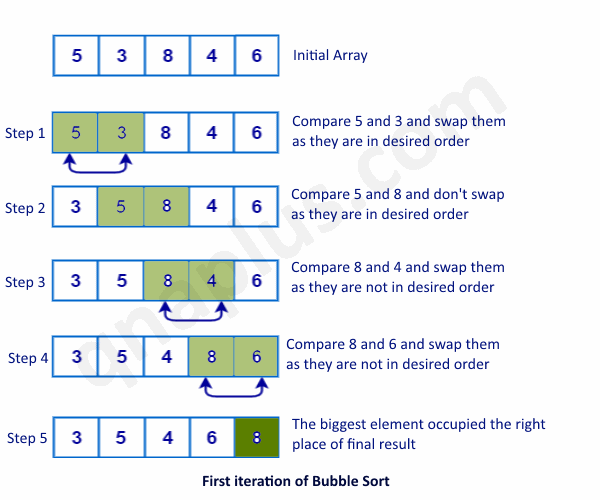 5 3 8 4 6 Initial Array
Step 1 5 3 8 4 6 Compare 5 and 3 and swap them
as they are in desired order
Step 2 3 5 8 4 6 Compare 5 and 8 and don't swap
as they are in desired order
Step 3 3 5 8 4 6 Compare 8 and 4 and swap them
as they are not in desired order
Step 4 3 5 4 8 6 Compare 8 and 6 and swap them
as they are not in desired order
Step 5 3 5 4 6 8 The biggest element occupied the right
place of final result
First iteration of Bubble Sort
qnaplus.com